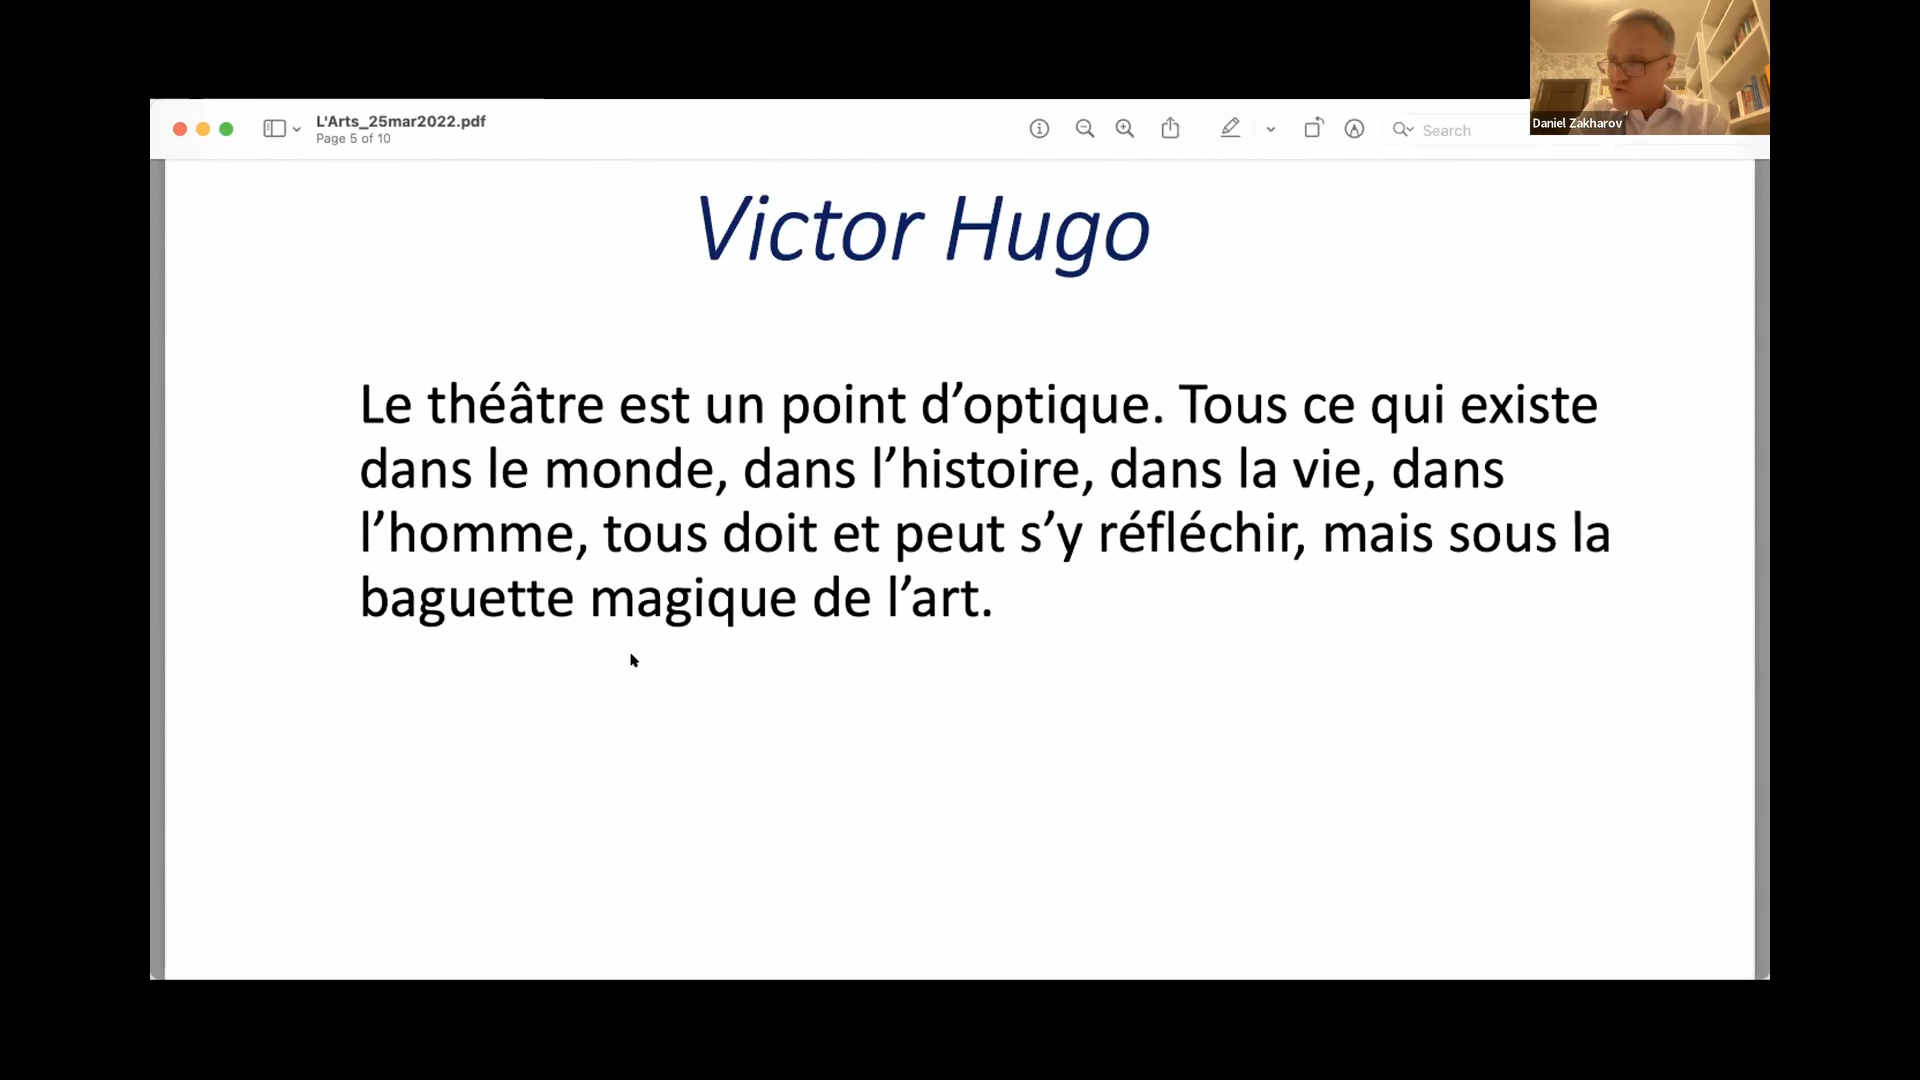 Daniel Zakharov
L'Arts_25mar2022.pdf
Page 5 of 10
Search
Victor Hugo
Le théâtre est un point d’optique. Tous ce qui existe
dans le monde, dans l’histoire, dans la vie, dans
l’homme, tous doit et peut s’y réfléchir, mais sous la
baguette magique de l’art.